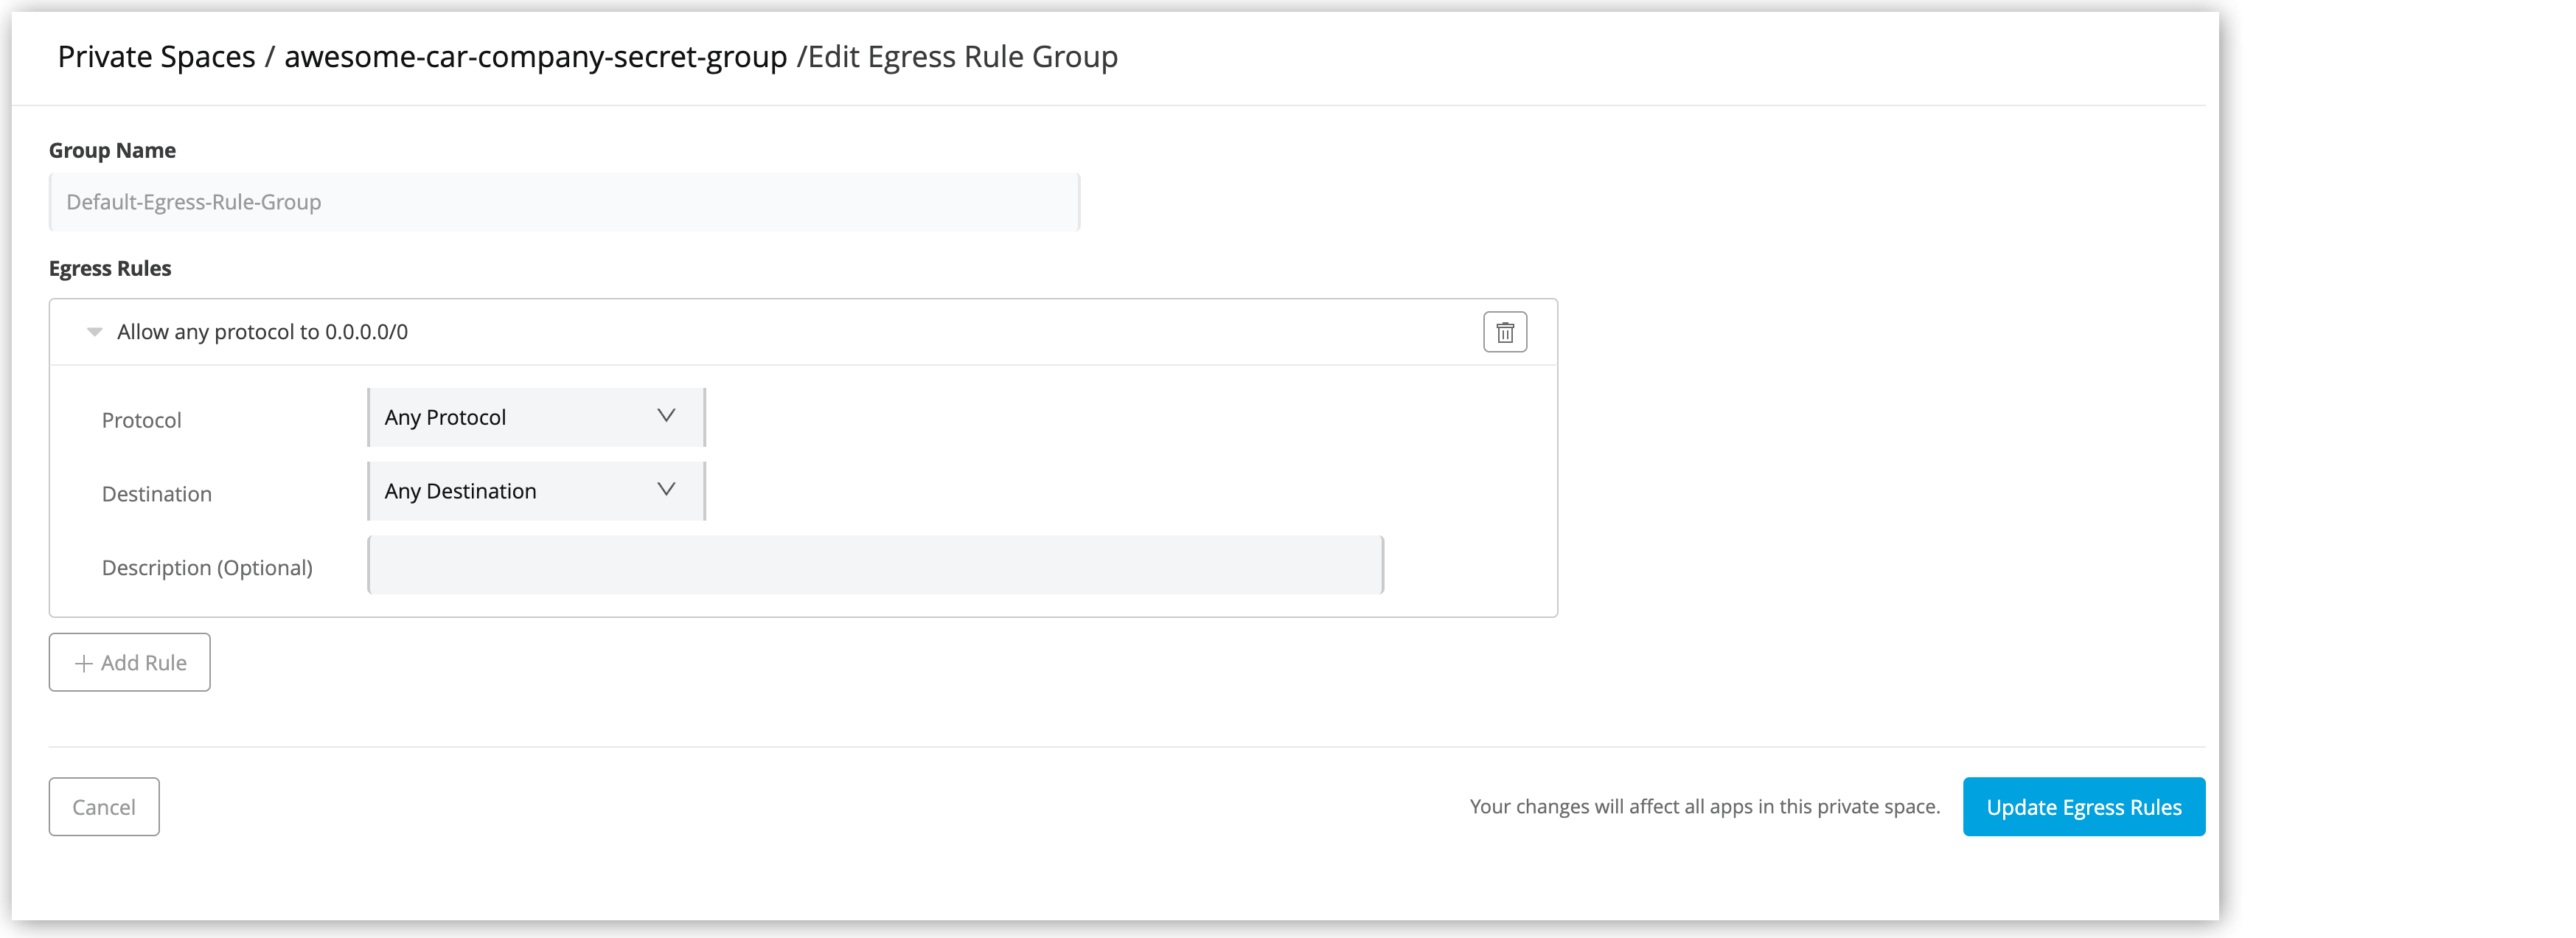 Private Spaces / awesome-car-company-secret-group /Edit Egress Rule Group
Group Name
Default-Egress-Rule-Group
Egress Rules
Allow any protocol to 0.0.0.0/0
Protocol
Any Protocol
Destination
Any Destination
Description (Optional)
+ Add Rule
Cancel
Your changes will affect all apps in this private space.
Update Egress Rules